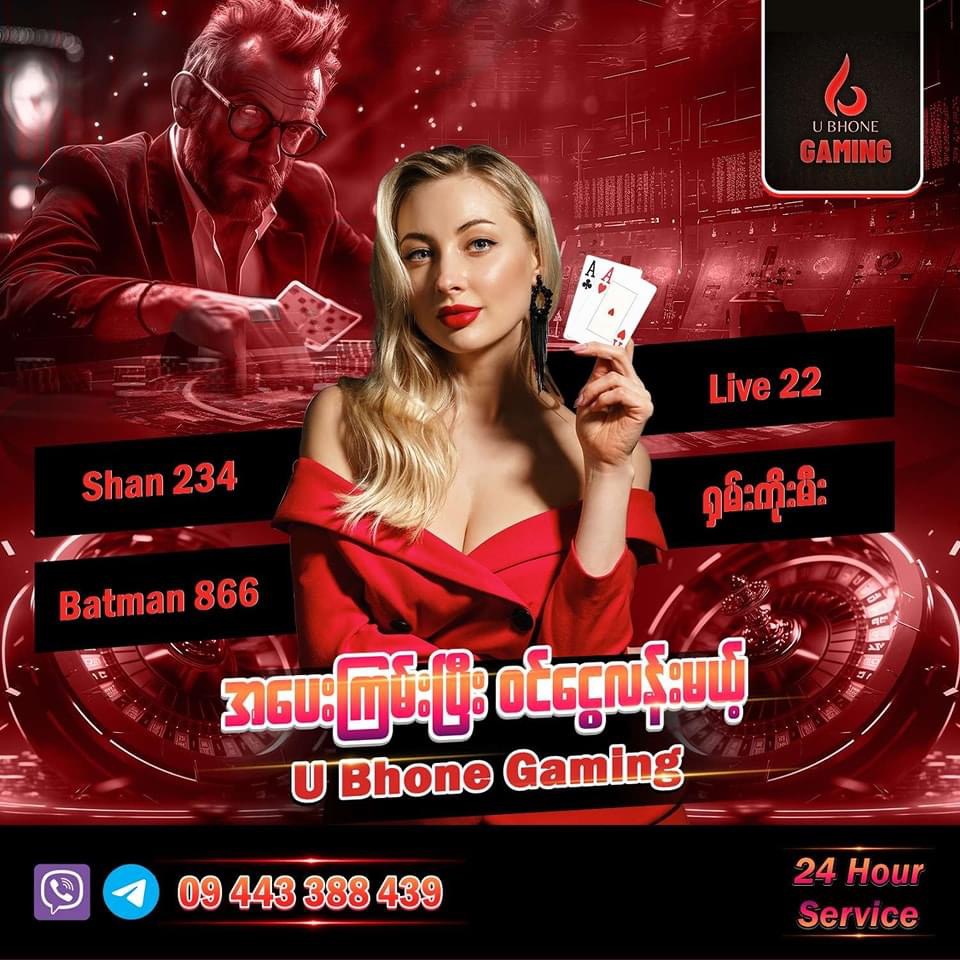 U BHONE
GAMING
A A
Live 22
Shan 234
ရှမ်းကိုးမီး
Batman 866
အပေးကြမ်းပြီး ဝင်ငွေလန်းမယ့်
U Bhone Gaming
09 443 388 439
24 Hour
Service